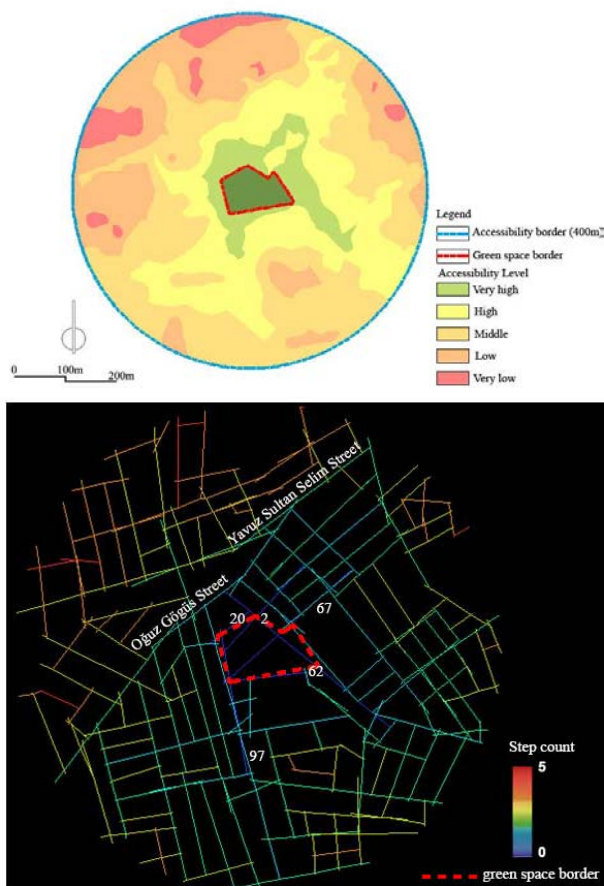 Legend
Accessibility border (400m)
Green space border
Accessibility Level
Very high
High
Middle
Low
Very low
0 100m 200m
Yavuz Sultan Selim Street
Oğuz Göğüş Street
20 2 67
62
97
Step count
5
0
green space border